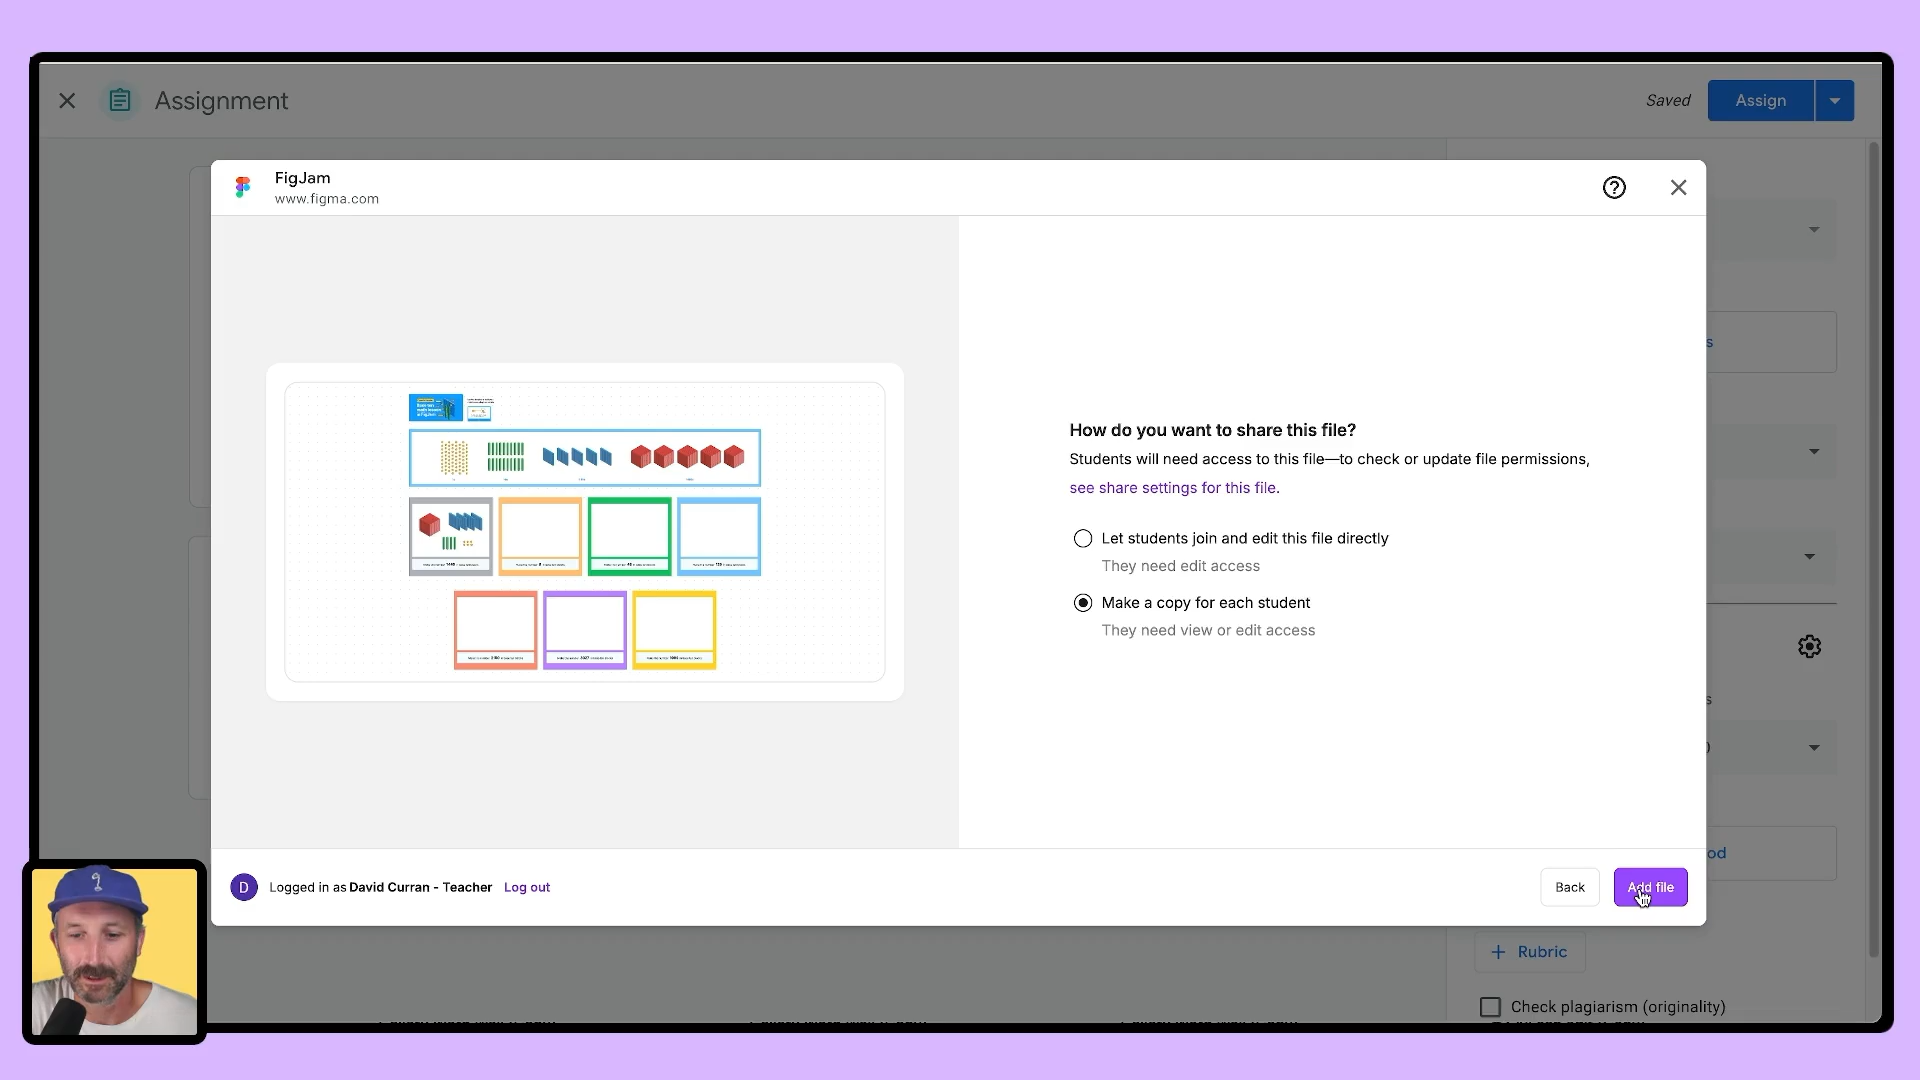 Assignment
Saved
Assign
FigJam
www.figma.com
How do you want to share this file?
Students will need access to this file—to check or update file permissions,
see share settings for this file.
Let students join and edit this file directly
They need edit access
Make a copy for each student
They need view or edit access
D
Logged in as David Curran - Teacher
Log out
Back
Add file
Rubric
Check plagiarism (originality)